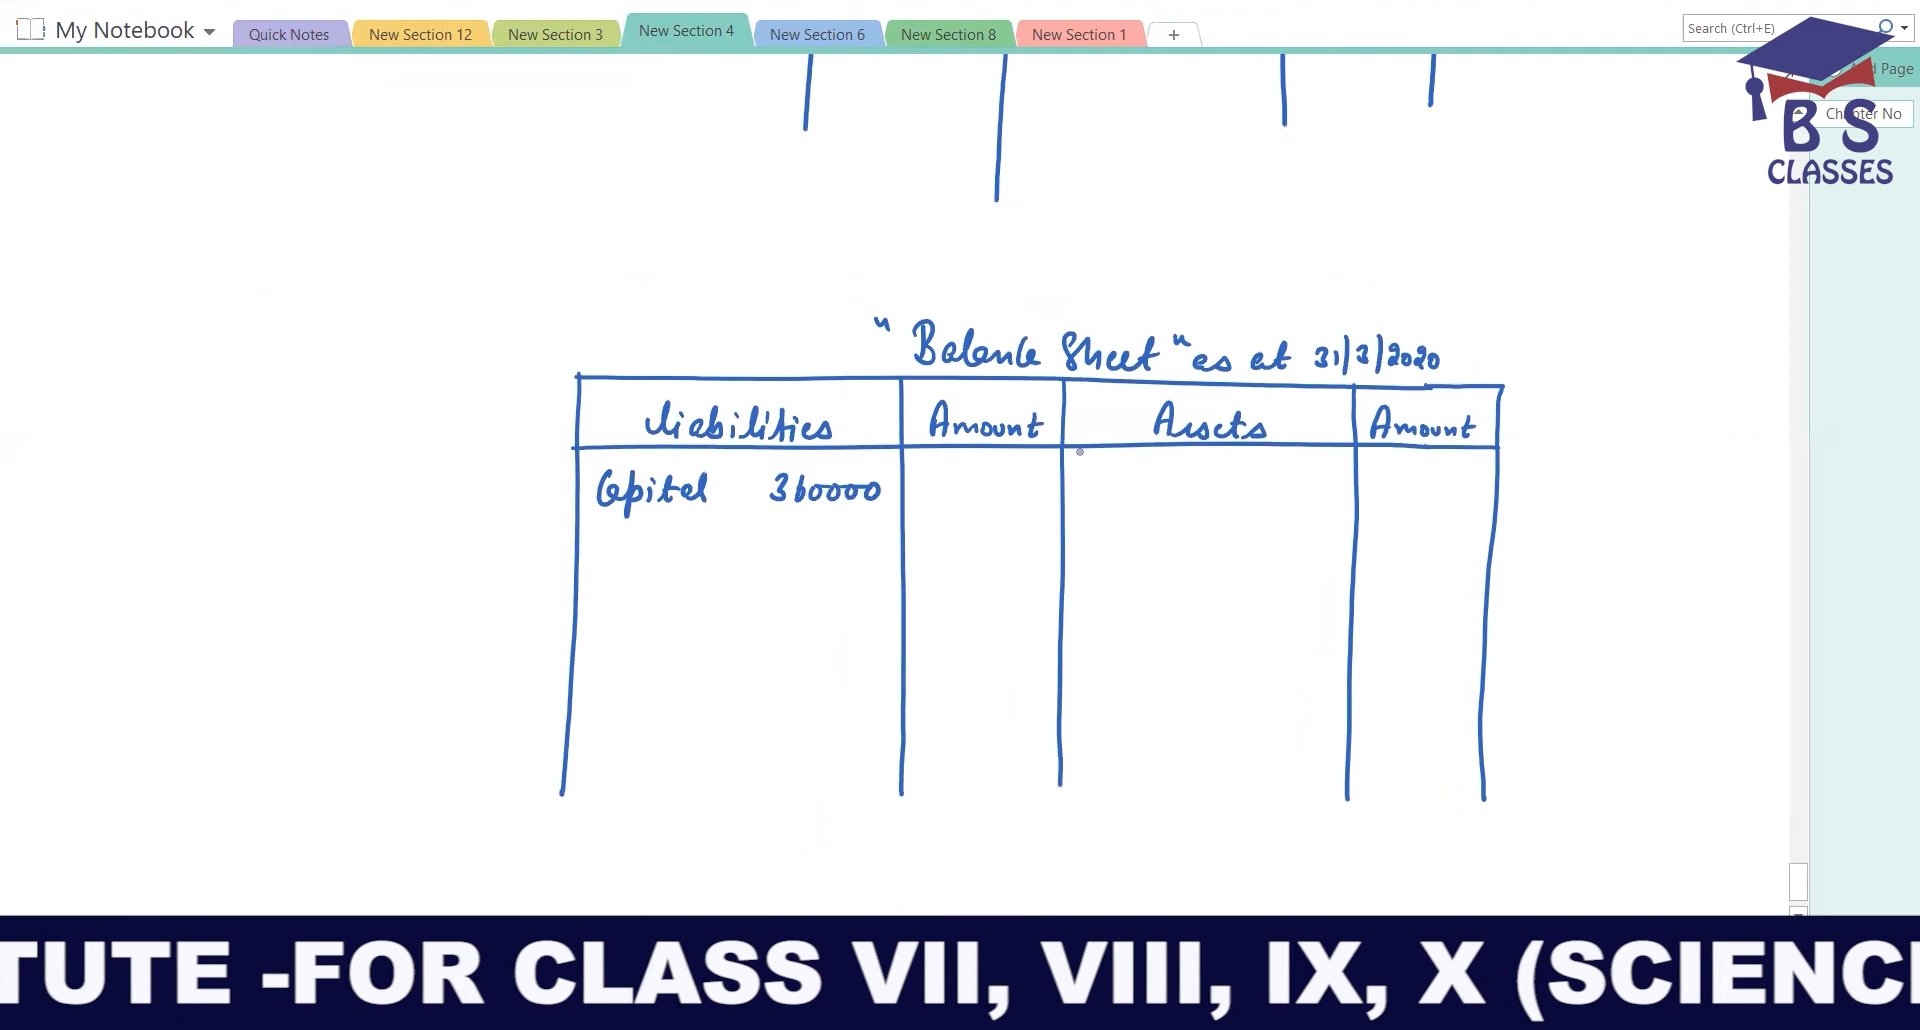 My Notebook Quick Notes New Section 12 New Section 3 New Section 4 New Section 6 New Section 8 New Section 1 + Search (Ctrl+E)
Page
B S
CLASSES
" Balance Sheet " as at 31/3/2020
Liabilities Amount Assets Amount
Capital 360000
TUTE -FOR CLASS VII, VIII, IX, X (SCIENC